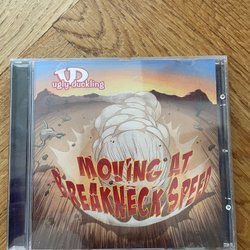 UD
ugly duckling
MOVING AT
BREAKNECK SPEED